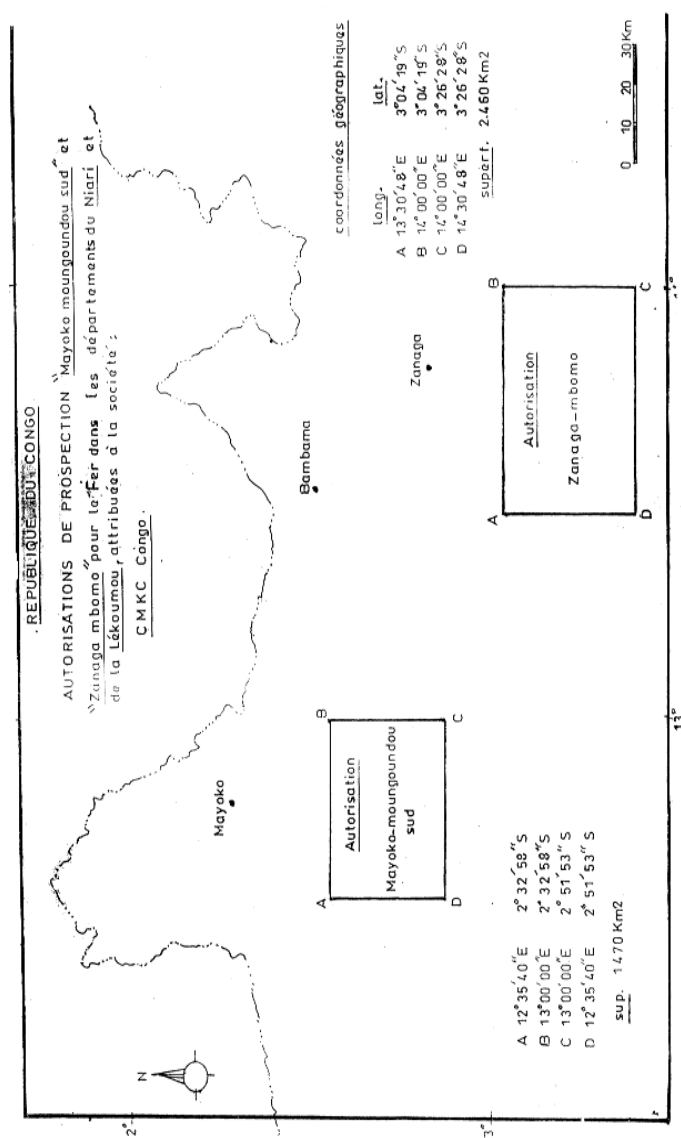 REPUBLIQUE DU CONGO
AUTORISATIONS DE PROSPECTION "Mayoko moungoundou sud" et
"Zanaga mbomo" pour le Fer dans les départements du Niari et
de la Lékoumou, attribuées à la société :
CMKC Congo.
N
2°
3°
13°
Mayoko
Bambama
Zanaga
A
B
Autorisation
Mayoko-moungoundou
sud
D
C
A
B
Autorisation
Zanaga-mbomo
D
C
coordonnées géographiques
long. lat.
A 13°30'48"E 3°04'19"S
B 14°00'00"E 3°04'19"S
C 14°00'00"E 3°26'28"S
D 14°30'48"E 3°26'28"S
superf. 2.460 Km2
A 12°35'40"E 2°32'58"S
B 13°00'00"E 2°32'58"S
C 13°00'00"E 2°51'53"S
D 12°35'40"E 2°51'53"S
sup. 1470 Km2
0 10 20 30Km